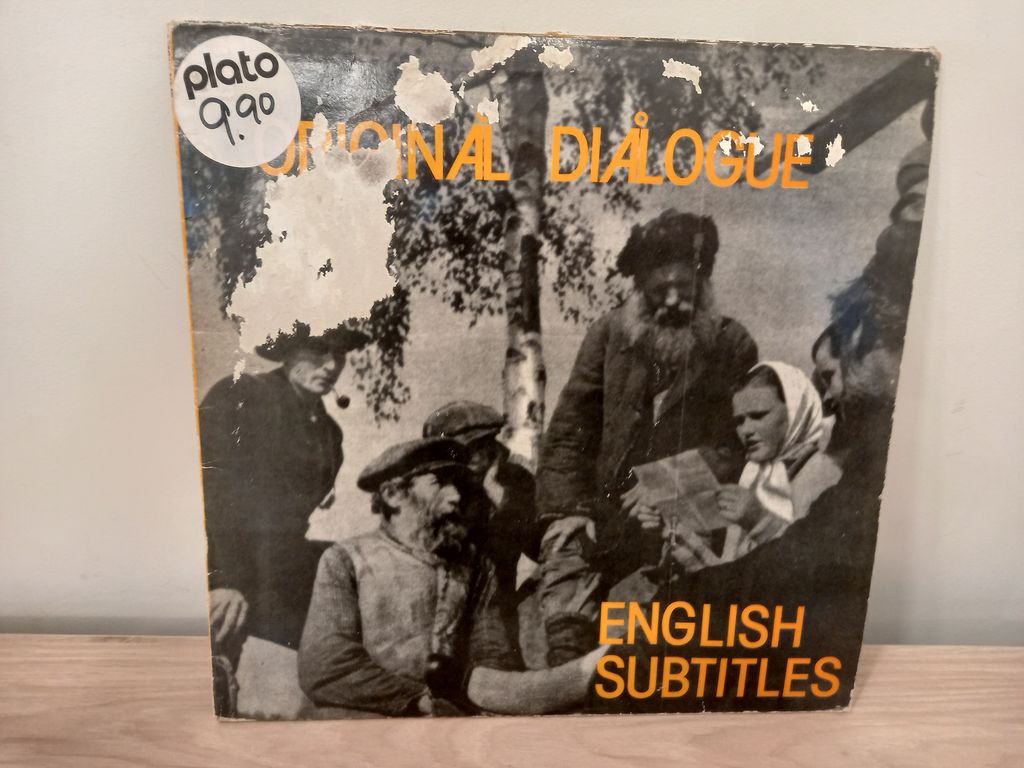 plato
9.90
ORIGINAL DIALOGUE
ENGLISH
SUBTITLES